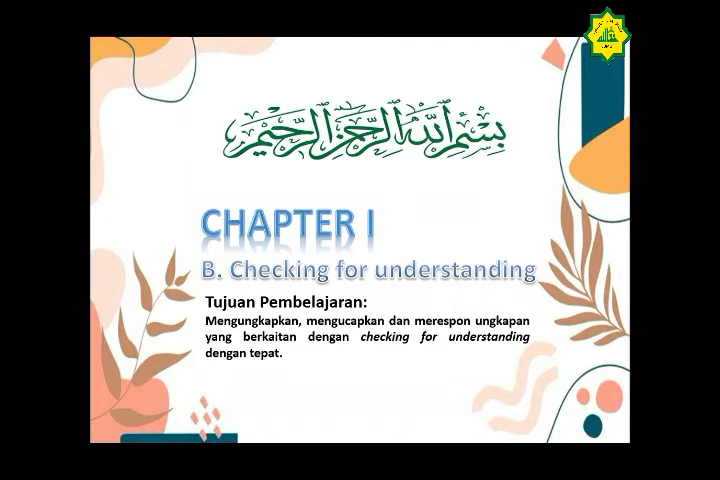 بِسْمِ اللَّهِ الرَّحْمَنِ الرَّحِيمِ
CHAPTER I
B. Checking for understanding
Tujuan Pembelajaran:
Mengungkapkan, mengucapkan dan merespon ungkapan
yang berkaitan dengan checking for understanding
dengan tepat.